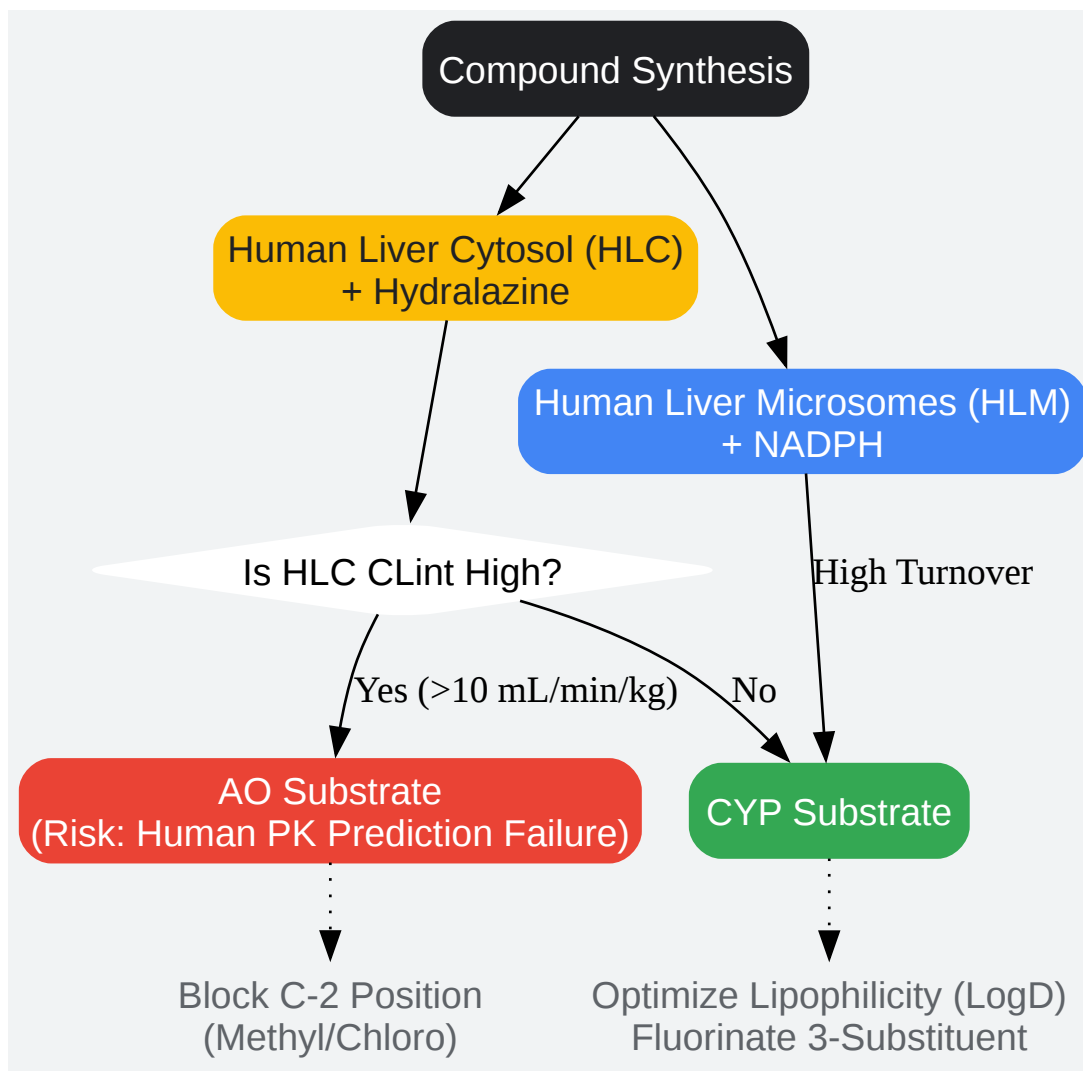 Compound Synthesis
Human Liver Cytosol (HLC)
+ Hydralazine
Human Liver Microsomes (HLM)
+ NADPH
Is HLC CLint High?
High Turnover
Yes (>10 mL/min/kg)
No
AO Substrate
(Risk: Human PK Prediction Failure)
CYP Substrate
Block C-2 Position
(Methyl/Chloro)
Optimize Lipophilicity (LogD)
Fluorinate 3-Substituent